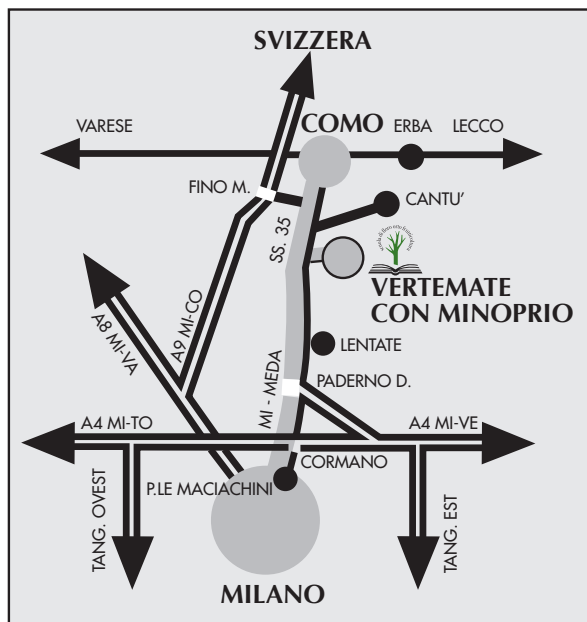 SVIZZERA
VARESE
COMO
ERBA
LECCO
FINO M.
CANTU'
SS. 35
VERTEMATE
CON MINOPRIO
A8 MI-VA
A9 MI-CO
LENTATE
MI - MEDA
PADERNO D.
A4 MI-TO
A4 MI-VE
CORMANO
P.LE MACIACHINI
TANG. OVEST
TANG. EST
MILANO